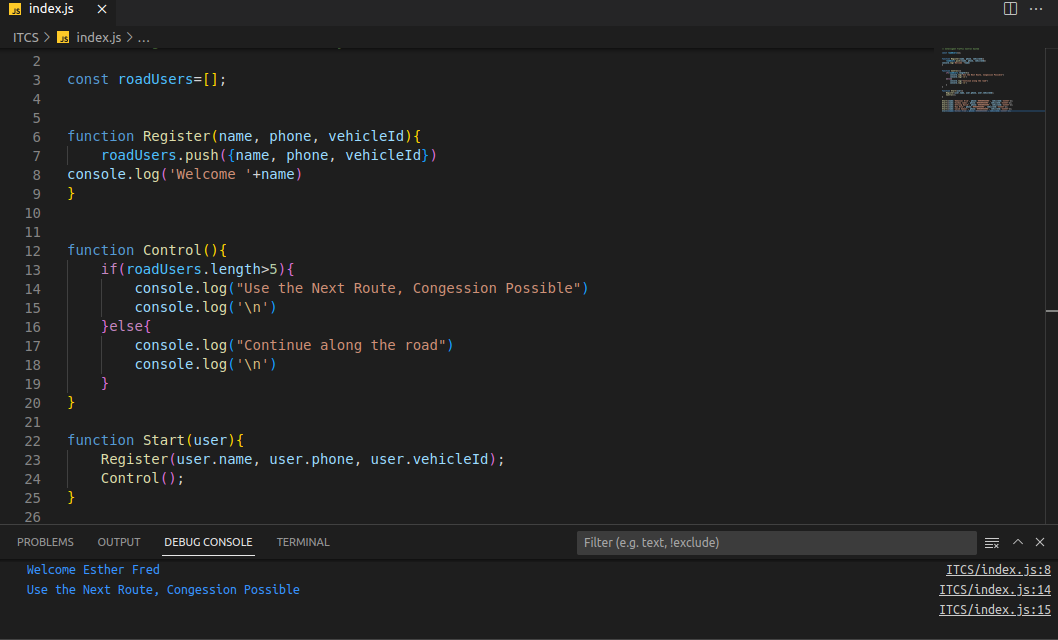 JS index.js ×
ITCS > JS index.js > ...
2
3 const roadUsers=[];
4
5
6 function Register(name, phone, vehicleId){
7 roadUsers.push({name, phone, vehicleId})
8 console.log('Welcome '+name)
9 }
10
11
12 function Control(){
13 if(roadUsers.length>5){
14 console.log("Use the Next Route, Congession Possible")
15 console.log('\n')
16 }else{
17 console.log("Continue along the road")
18 console.log('\n')
19 }
20 }
21
22 function Start(user){
23 Register(user.name, user.phone, user.vehicleId);
24 Control();
25 }
26
PROBLEMS OUTPUT DEBUG CONSOLE TERMINAL Filter (e.g. text, !exclude)
Welcome Esther Fred ITCS/index.js:8
Use the Next Route, Congession Possible ITCS/index.js:14
ITCS/index.js:15